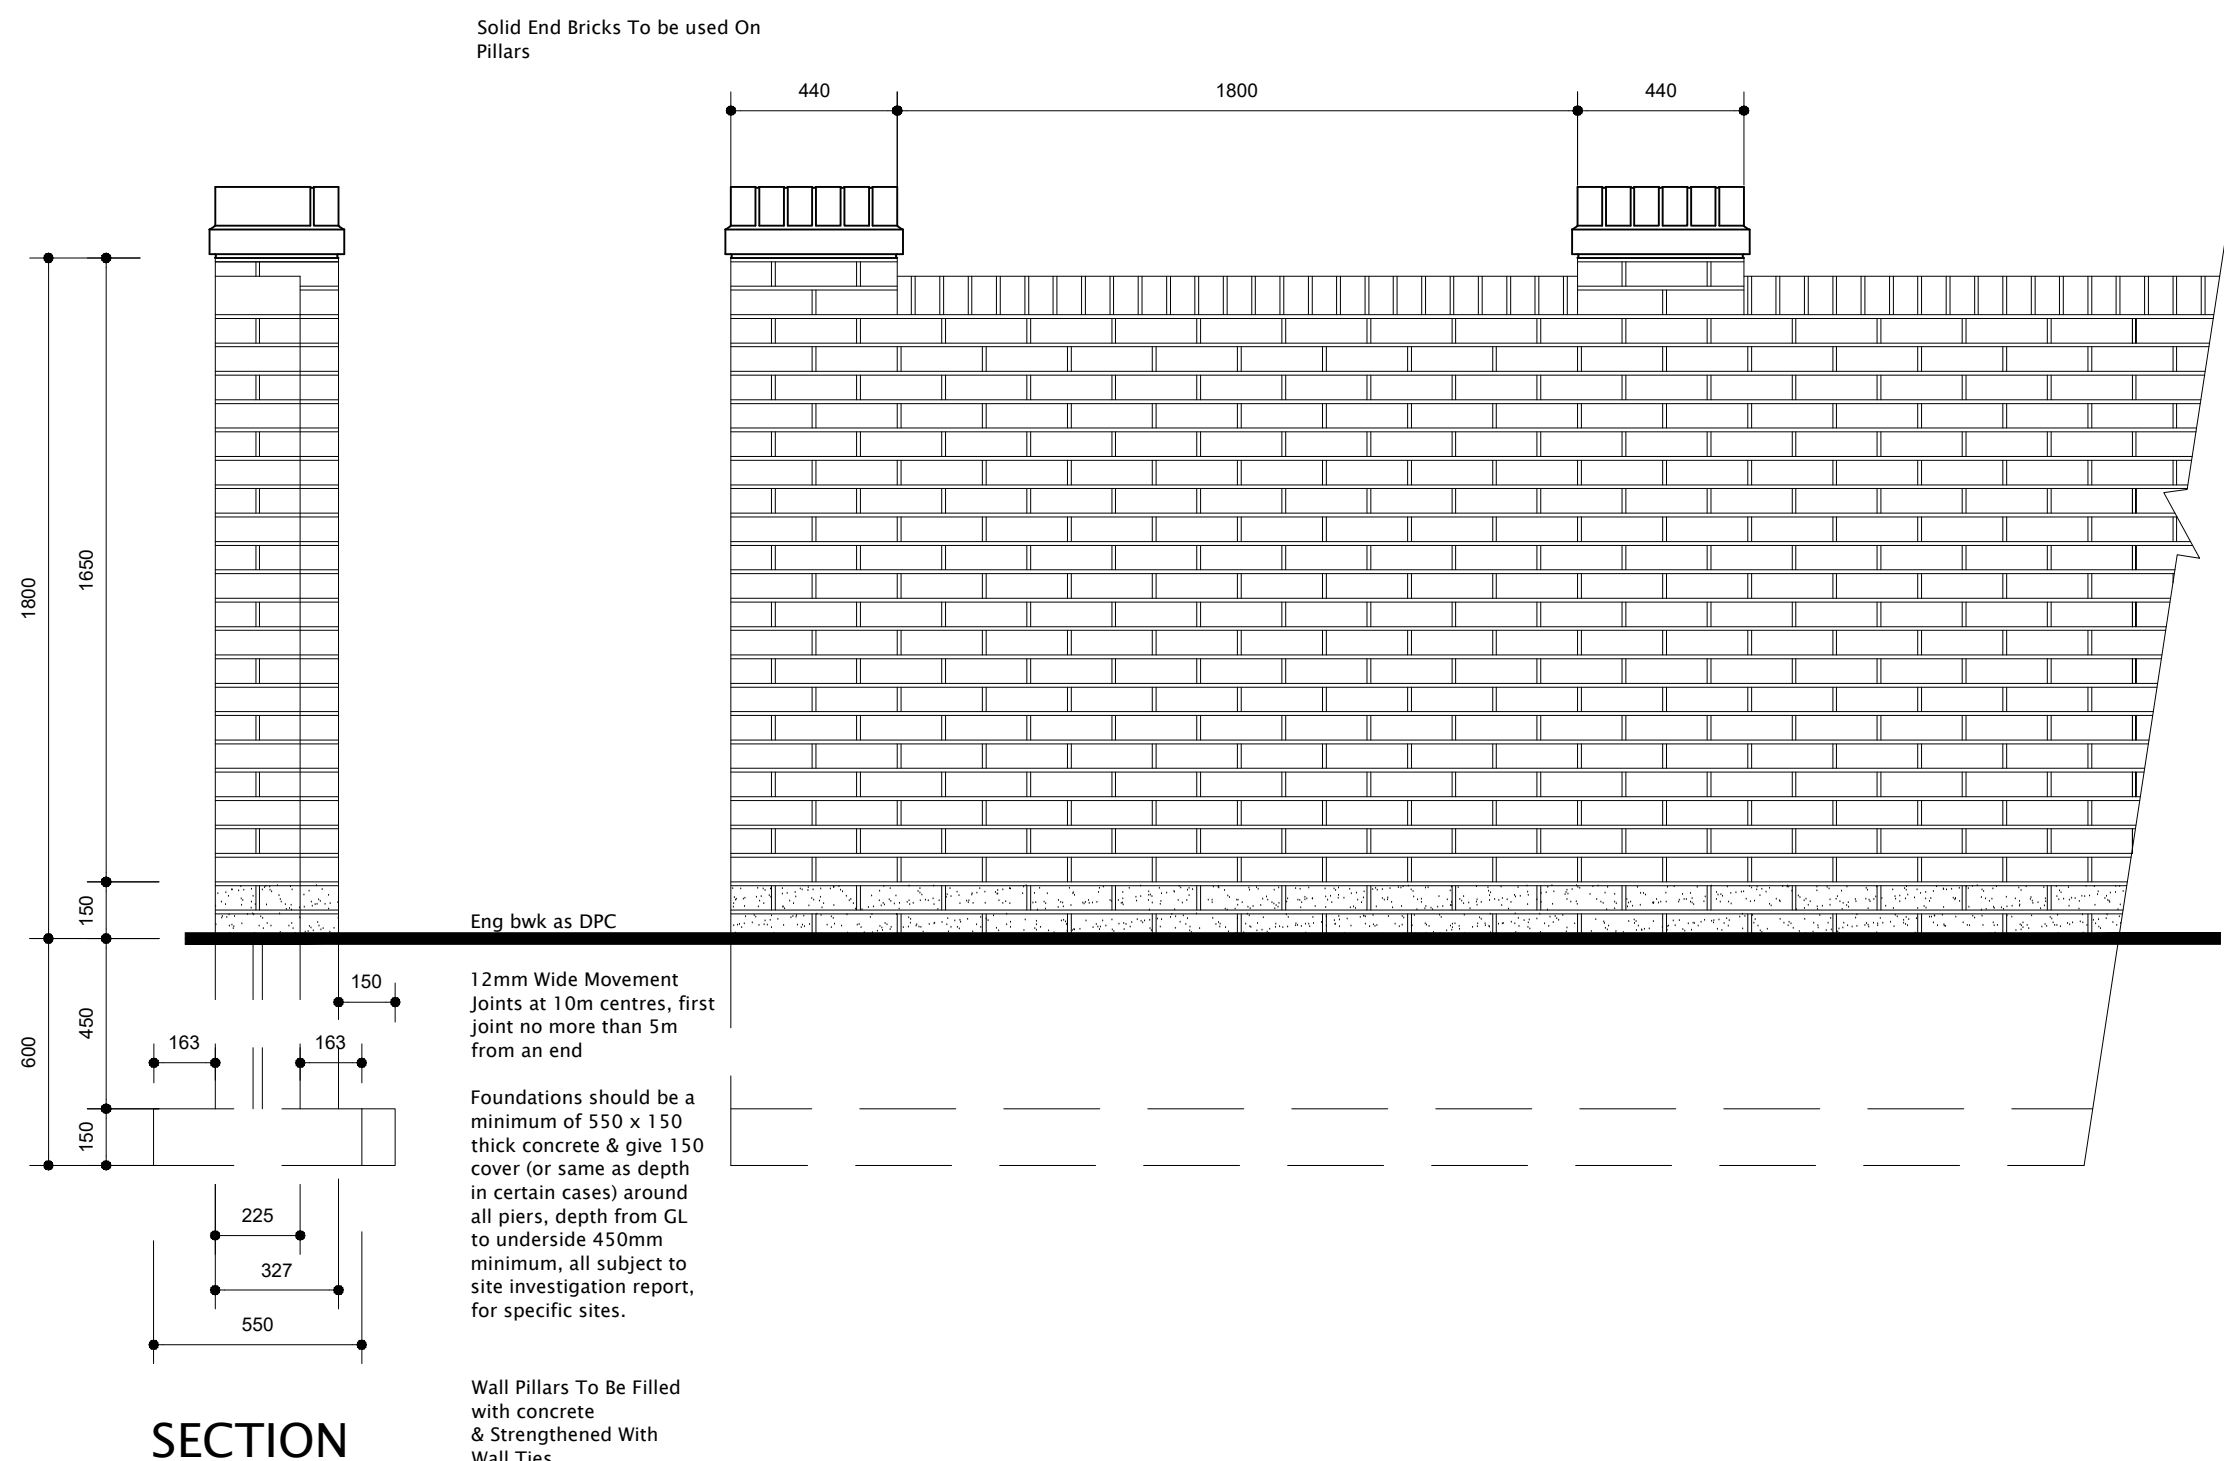 Solid End Bricks To be used On
Pillars
440
1800
440
1800
1650
150
Eng bwk as DPC
12mm Wide Movement
Joints at 10m centres, first
joint no more than 5m
from an end
150
450
600
163
163
150
Foundations should be a
minimum of 550 x 150
thick concrete & give 150
cover (or same as depth
in certain cases) around
all piers, depth from GL
to underside 450mm
minimum, all subject to
site investigation report,
for specific sites.
225
327
550
Wall Pillars To Be Filled
with concrete
& Strengthened With
Wall Ties
SECTION